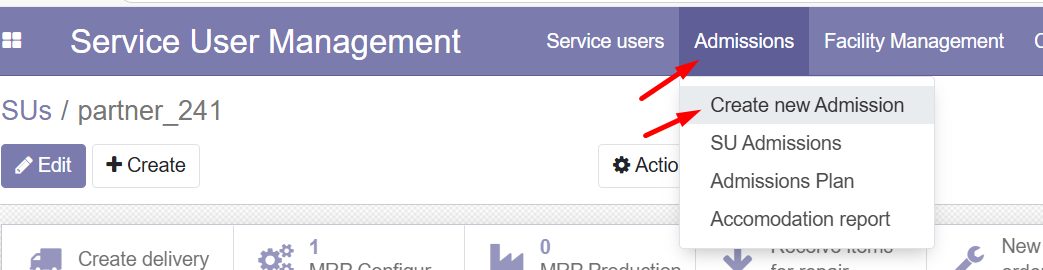 Service User Management Service users Admissions Facility Management
SUs / partner_241
Create new Admission
Edit Create Actio
SU Admissions
Admissions Plan
Accomodation report
Create delivery
1
MRP Configur
0
MRP Production
Receive items
for repair
New